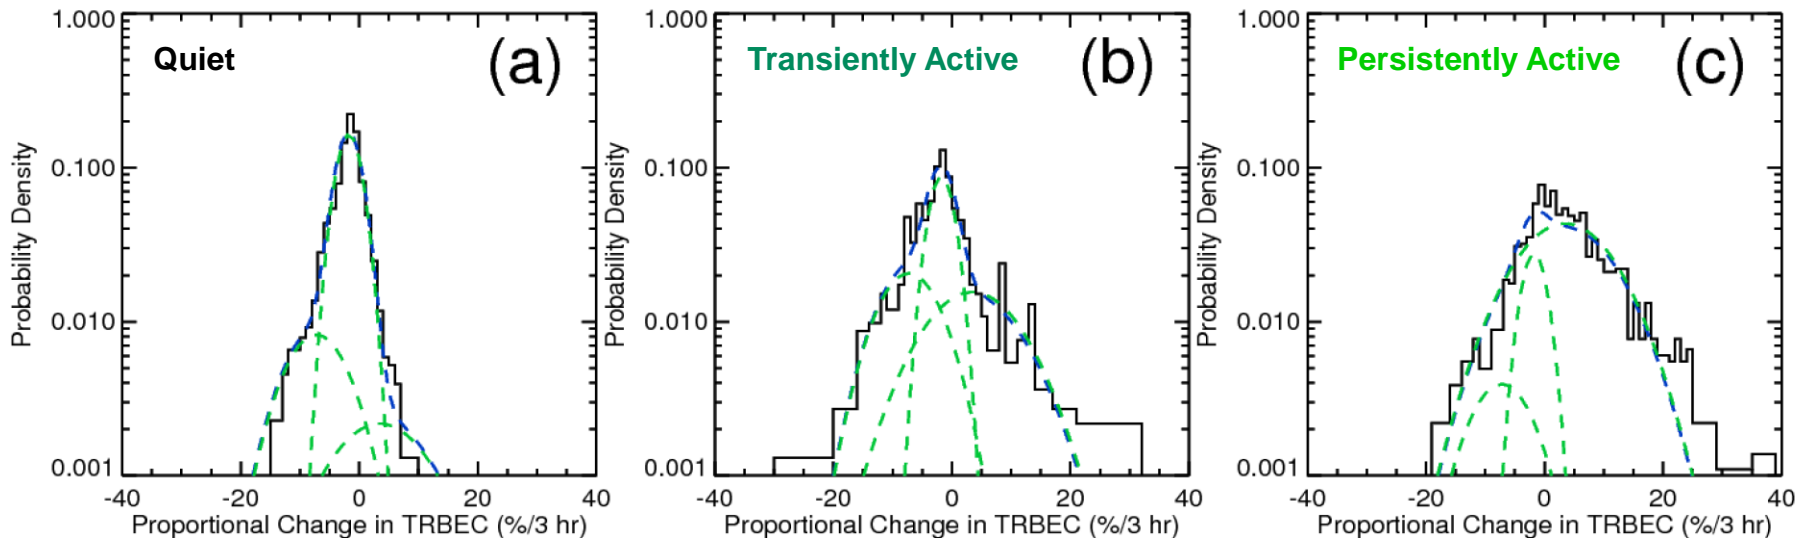 Quiet
(a)
1.000
0.100
0.010
0.001
Probability Density
-40 -20 0 20 40
Proportional Change in TRBEC (%/3 hr)
Transiently Active
(b)
1.000
0.100
0.010
0.001
Probability Density
-40 -20 0 20 40
Proportional Change in TRBEC (%/3 hr)
Persistently Active
(c)
1.000
0.100
0.010
0.001
Probability Density
-40 -20 0 20 40
Proportional Change in TRBEC (%/3 hr)